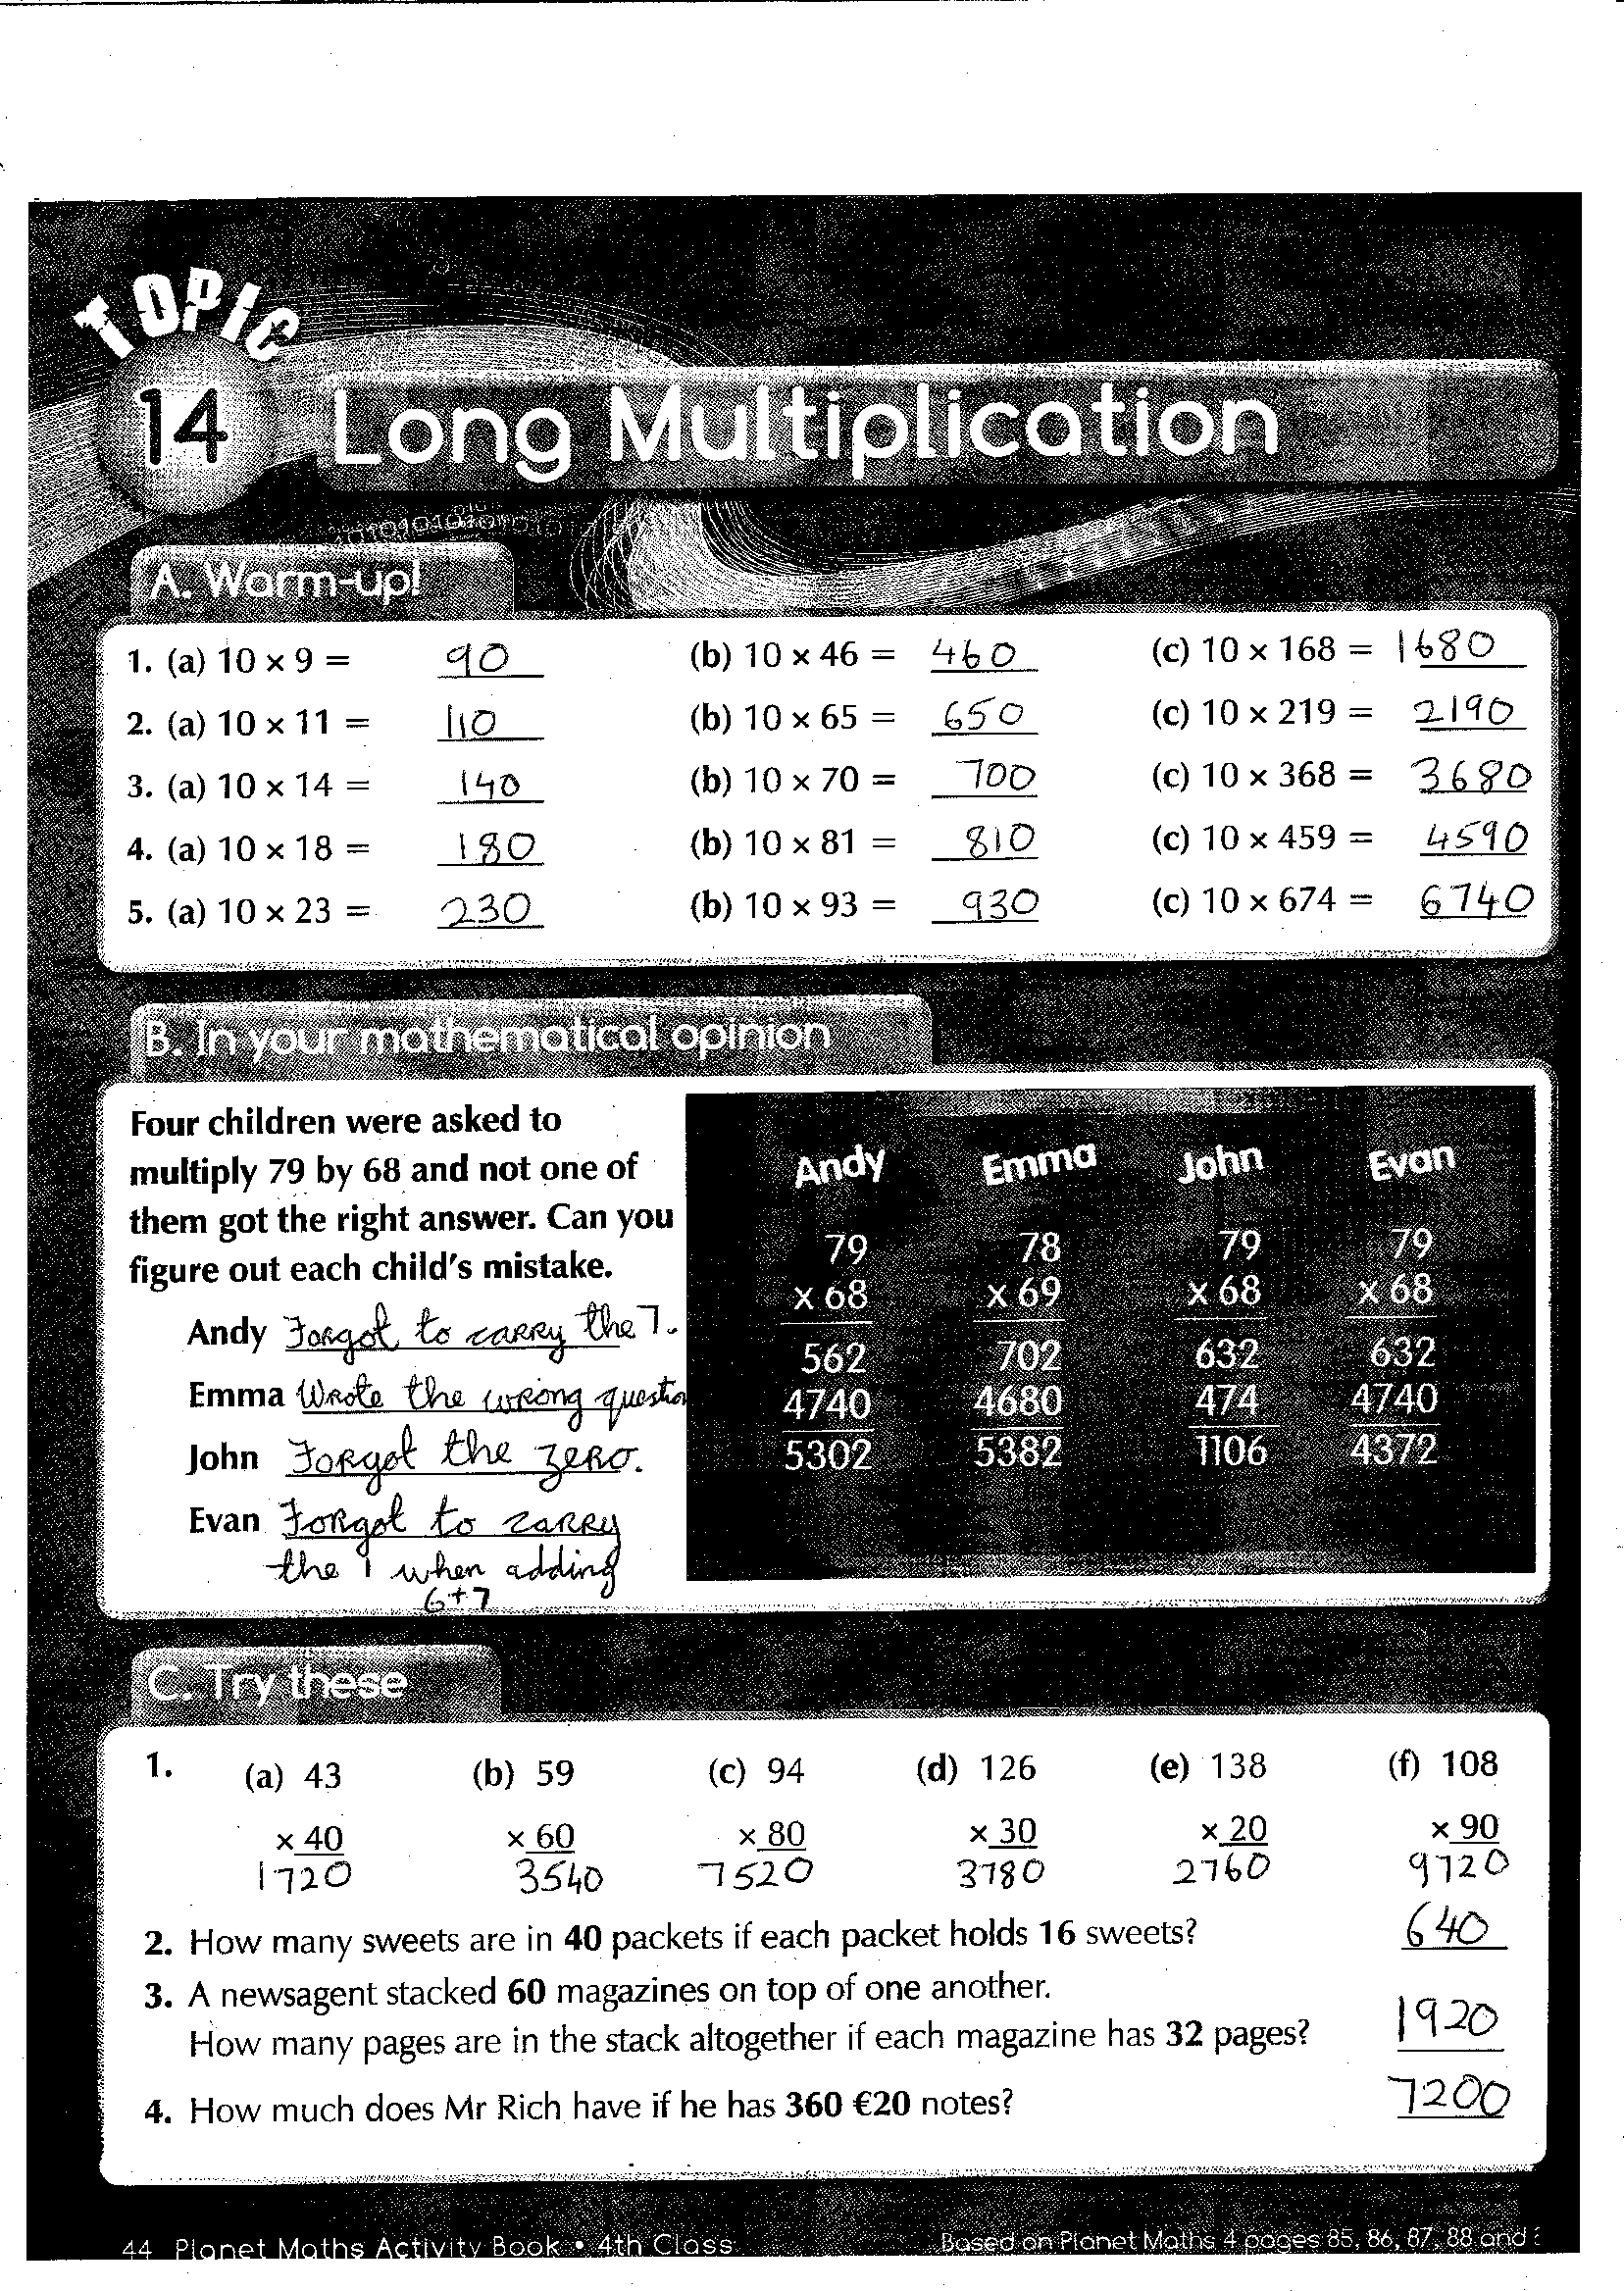 TOPIC
14 Long Multiplication
A. Warm-up!
1. (a) 10 x 9 = 90 (b) 10 x 46 = 460 (c) 10 x 168 = 1680
2. (a) 10 x 11 = 110 (b) 10 x 65 = 650 (c) 10 x 219 = 2190
3. (a) 10 x 14 = 140 (b) 10 x 70 = 700 (c) 10 x 368 = 3680
4. (a) 10 x 18 = 180 (b) 10 x 81 = 810 (c) 10 x 459 = 4590
5. (a) 10 x 23 = 230 (b) 10 x 93 = 930 (c) 10 x 674 = 6740
B. In your mathematical opinion
Four children were asked to
multiply 79 by 68 and not one of
them got the right answer. Can you
figure out each child's mistake.
Andy Forgot to carry the 7.
Emma Wrote the wrong questio
John Forgot the zero.
Evan Forgot to carry
the 1 when adding
6+7
Andy Emma John Evan
79 78 79 79
x 68 x 69 x 68 x 68
562 702 632 632
4740 4680 474 4740
5302 5382 1106 4372
C. Try these
1. (a) 43 (b) 59 (c) 94 (d) 126 (e) 138 (f) 108
x 40 x 60 x 80 x 30 x 20 x 90
1720 3540 7520 3780 2760 9720
2. How many sweets are in 40 packets if each packet holds 16 sweets? 640
3. A newsagent stacked 60 magazines on top of one another.
How many pages are in the stack altogether if each magazine has 32 pages? 1920
4. How much does Mr Rich have if he has 360 €20 notes? 7200
44 Planet Maths Activity Book • 4th Class
Based on Planet Maths 4 pages 85, 86, 87, 88 and